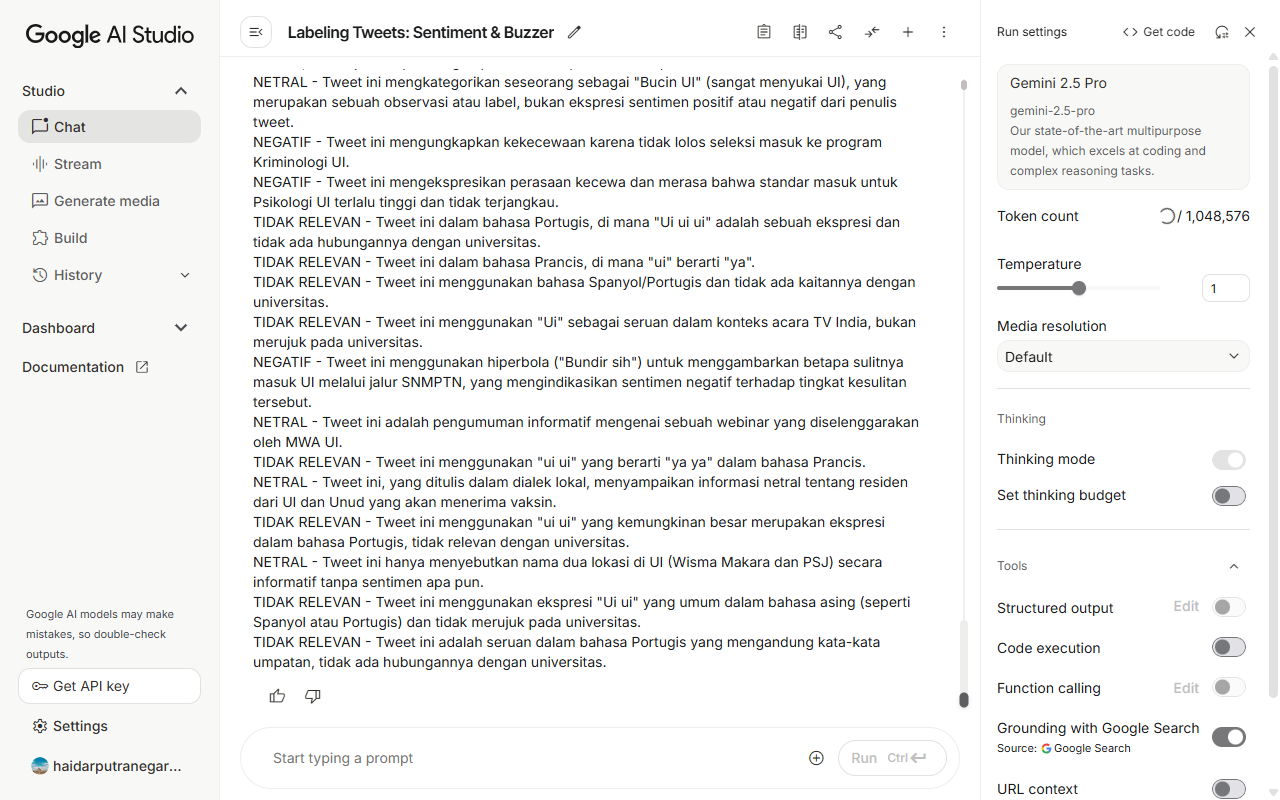 Google AI Studio
Studio
Chat
Stream
Generate media
Build
History
Dashboard
Documentation
Google AI models may make
mistakes, so double-check
outputs.
Get API key
Settings
haidarputranegar...
Labeling Tweets: Sentiment & Buzzer
NETRAL - Tweet ini mengkategorikan seseorang sebagai "Bucin UI" (sangat menyukai UI), yang
merupakan sebuah observasi atau label, bukan ekspresi sentimen positif atau negatif dari penulis
tweet.
NEGATIF - Tweet ini mengungkapkan kekecewaan karena tidak lolos seleksi masuk ke program
Kriminologi UI.
NEGATIF - Tweet ini mengekspresikan perasaan kecewa dan merasa bahwa standar masuk untuk
Psikologi UI terlalu tinggi dan tidak terjangkau.
TIDAK RELEVAN - Tweet ini dalam bahasa Portugis, di mana "Ui ui ui" adalah sebuah ekspresi dan
tidak ada hubungannya dengan universitas.
TIDAK RELEVAN - Tweet ini dalam bahasa Prancis, di mana "ui" berarti "ya".
TIDAK RELEVAN - Tweet ini menggunakan bahasa Spanyol/Portugis dan tidak ada kaitannya dengan
universitas.
TIDAK RELEVAN - Tweet ini menggunakan "Ui" sebagai seruan dalam konteks acara TV India, bukan
merujuk pada universitas.
NEGATIF - Tweet ini menggunakan hiperbola ("Bundir sih") untuk menggambarkan betapa sulitnya
masuk UI melalui jalur SNMPTN, yang mengindikasikan sentimen negatif terhadap tingkat kesulitan
tersebut.
NETRAL - Tweet ini adalah pengumuman informatif mengenai sebuah webinar yang diselenggarakan
oleh MWA UI.
TIDAK RELEVAN - Tweet ini menggunakan "ui ui" yang berarti "ya ya" dalam bahasa Prancis.
NETRAL - Tweet ini, yang ditulis dalam dialek lokal, menyampaikan informasi netral tentang residen
dari UI dan Unud yang akan menerima vaksin.
TIDAK RELEVAN - Tweet ini menggunakan "ui ui" yang kemungkinan besar merupakan ekspresi
dalam bahasa Portugis, tidak relevan dengan universitas.
NETRAL - Tweet ini hanya menyebutkan nama dua lokasi di UI (Wisma Makara dan PSJ) secara
informatif tanpa sentimen apa pun.
TIDAK RELEVAN - Tweet ini menggunakan ekspresi "Ui ui" yang umum dalam bahasa asing (seperti
Spanyol atau Portugis) dan tidak merujuk pada universitas.
TIDAK RELEVAN - Tweet ini adalah seruan dalam bahasa Portugis yang mengandung kata-kata
umpatan, tidak ada hubungannya dengan universitas.
Start typing a prompt
Run Ctrl
Run settings
Get code
Gemini 2.5 Pro
gemini-2.5-pro
Our state-of-the-art multipurpose
model, which excels at coding and
complex reasoning tasks.
Token count / 1,048,576
Temperature
1
Media resolution
Default
Thinking
Thinking mode
Set thinking budget
Tools
Structured output Edit
Code execution
Function calling Edit
Grounding with Google Search
Source: Google Search
URL context